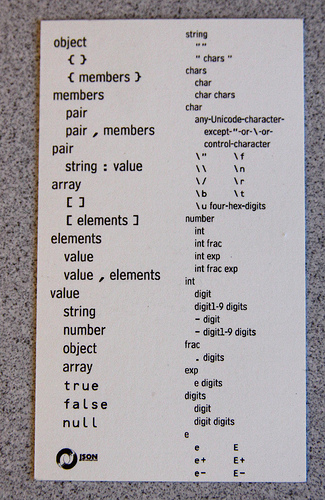 object
{ }
{ members }
members
pair
pair , members
pair
string : value
array
[ ]
[ elements ]
elements
value
value , elements
value
string
number
object
array
true
false
null
JSON
string
" "
" chars "
chars
char
char chars
char
any-Unicode-character-
except-"-or-\-or-
control-character
\" \f
\\ \n
\/ \r
\b \t
\u four-hex-digits
number
int
int frac
int exp
int frac exp
int
digit
digit1-9 digits
- digit
- digit1-9 digits
frac
. digits
exp
e digits
digits
digit
digit digits
e
e E
e+ E+
e- E-